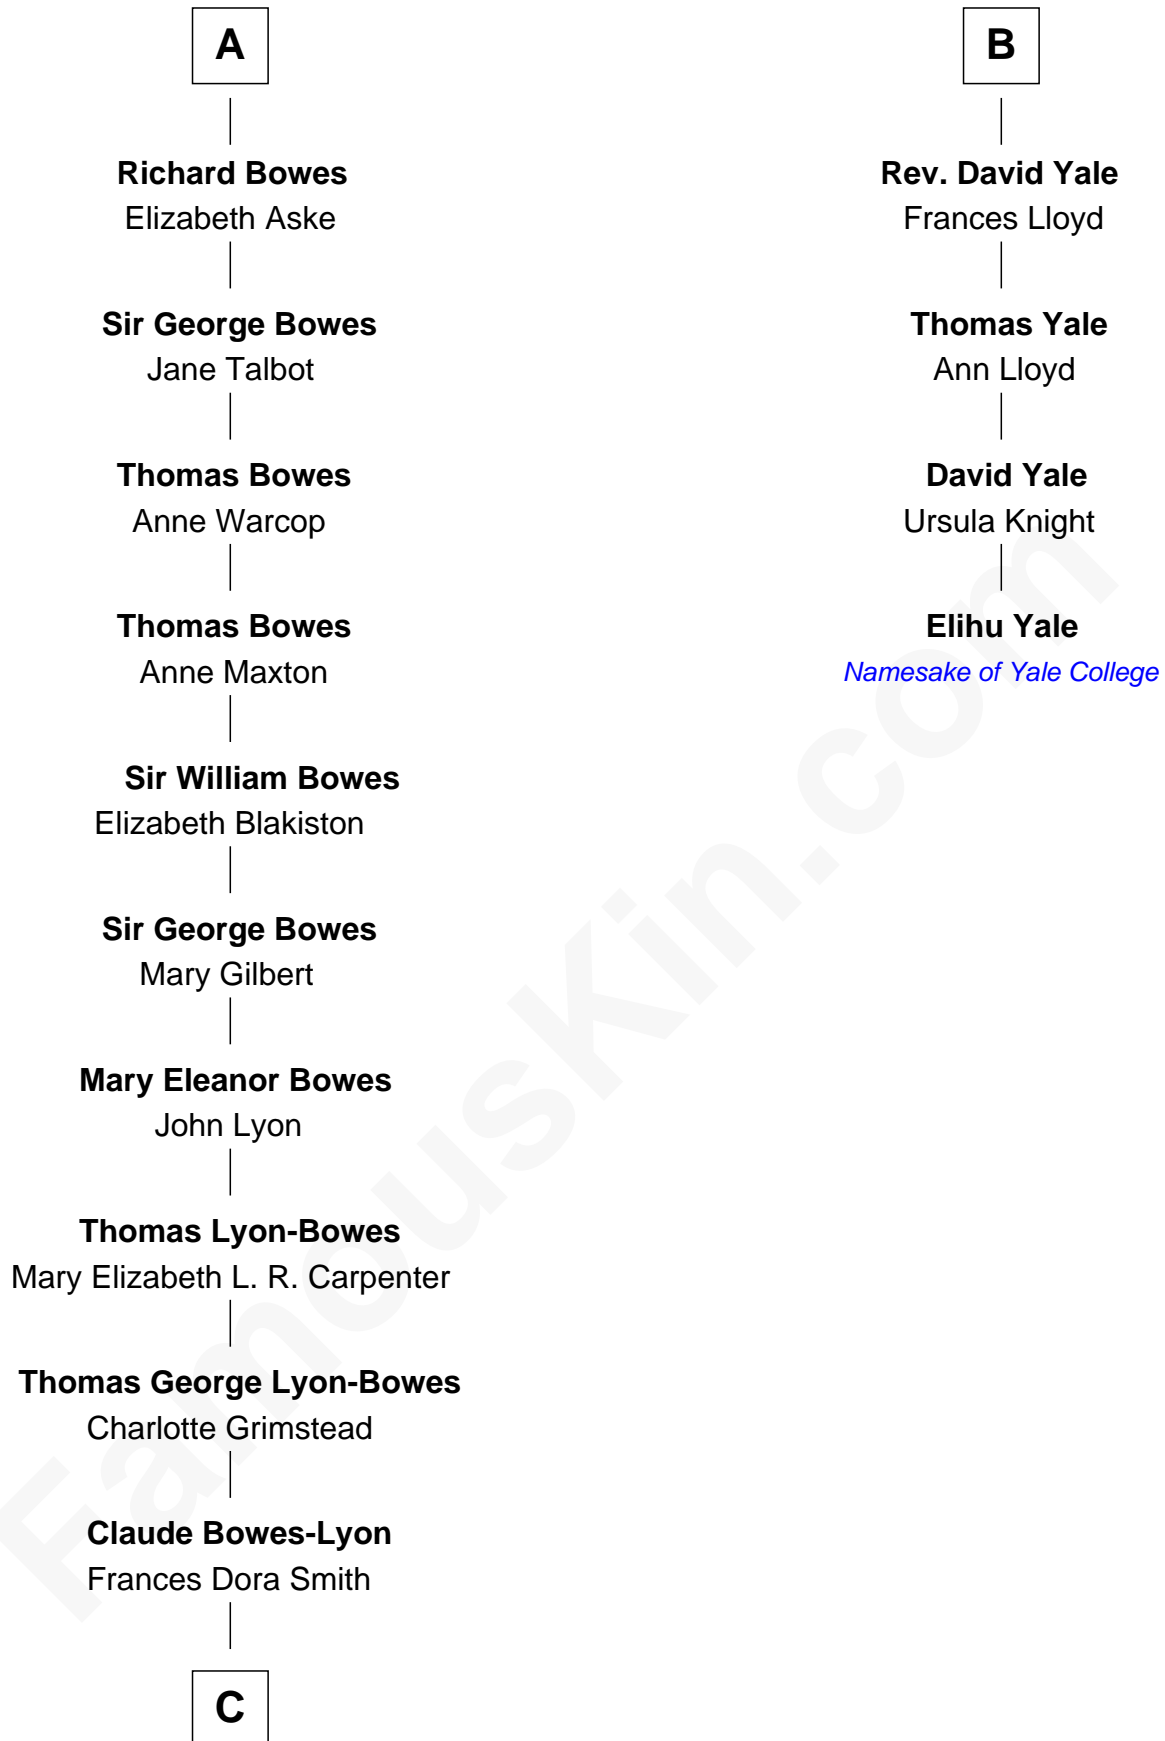 A
Richard Bowes
Elizabeth Aske
Sir George Bowes
Jane Talbot
Thomas Bowes
Anne Warcop
Thomas Bowes
Anne Maxton
Sir William Bowes
Elizabeth Blakiston
Sir George Bowes
Mary Gilbert
Mary Eleanor Bowes
John Lyon
Thomas Lyon-Bowes
Mary Elizabeth L. R. Carpenter
Thomas George Lyon-Bowes
Charlotte Grimstead
Claude Bowes-Lyon
Frances Dora Smith
C
B
Rev. David Yale
Frances Lloyd
Thomas Yale
Ann Lloyd
David Yale
Ursula Knight
Elihu Yale
Namesake of Yale College
FamousKin.com